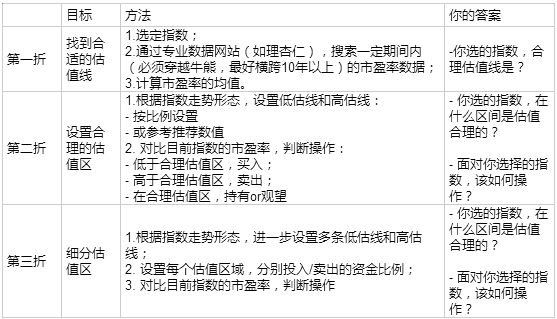 目标
方法
你的答案
第一折
找到合
适的估
值线
1.选定指数；
2.通过专业数据网站（如理杏仁），搜索一定期间内
（必须穿越牛熊，最好横跨10年以上）的市盈率数据；
3.计算市盈率的均值。
-你选的指数，合
理估值线是？
第二折
设置合
理的估
值区
1.根据指数走势形态，设置低估线和高估线：
- 按比例设置
- 或参考推荐数值
2. 对比目前指数的市盈率，判断操作：
- 低于合理估值区，买入；
- 高于合理估值区，卖出；
- 在合理估值区，持有or观望
- 你选的指数，在
什么区间是估值
合理的？
- 面对你选择的指
数，该如何操
作？
第三折
细分估
值区
1.根据指数走势形态，进一步设置多条低估线和高估
线；
2. 设置每个估值区域，分别投入/卖出的资金比例；
3. 对比目前指数的市盈率，判断操作
- 你选的指数，在
什么区间是估值
合理的？
- 面对你选择的指
数，该如何操
作？